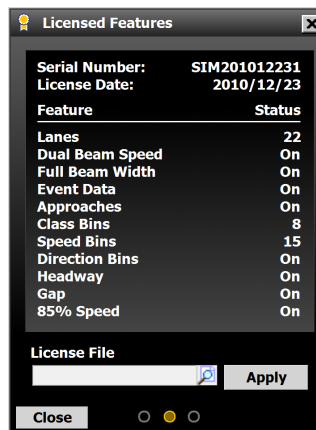 Licensed Features
Serial Number: SIM201012231
License Date: 2010/12/23
Feature Status
Lanes 22
Dual Beam Speed On
Full Beam Width On
Event Data On
Approaches On
Class Bins 8
Speed Bins 15
Direction Bins On
Headway On
Gap On
85% Speed On
License File
Apply
Close